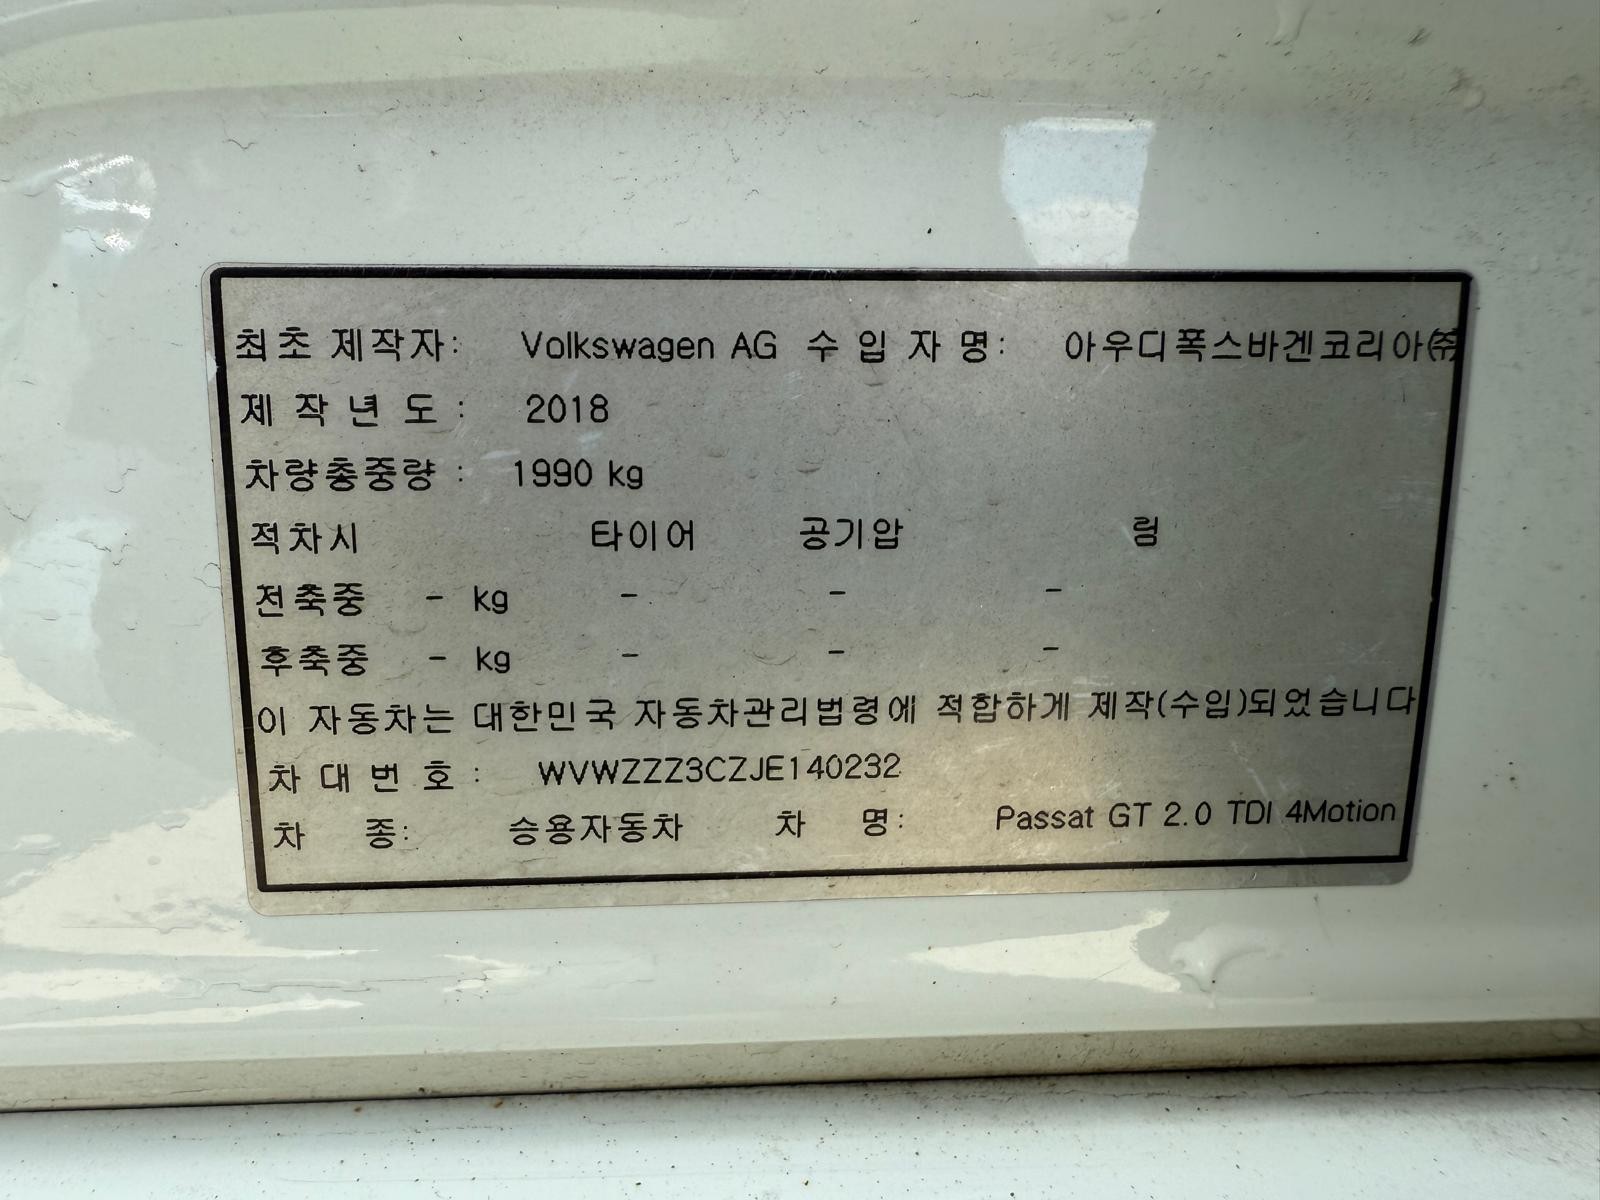 최초 제작자: Volkswagen AG 수 입 자 명: 아우디폭스바겐코리아㈜
제 작 년 도 : 2018
차량총중량 : 1990 kg
적차시 타이어 공기압 림
전축중 - kg - - -
후축중 - kg - - -
이 자동차는 대한민국 자동차관리법령에 적합하게 제작(수입)되었습니다
차 대 번 호 : WVWZZZ3CZJE140232
차 종: 승용자동차 차 명: Passat GT 2.0 TDI 4Motion